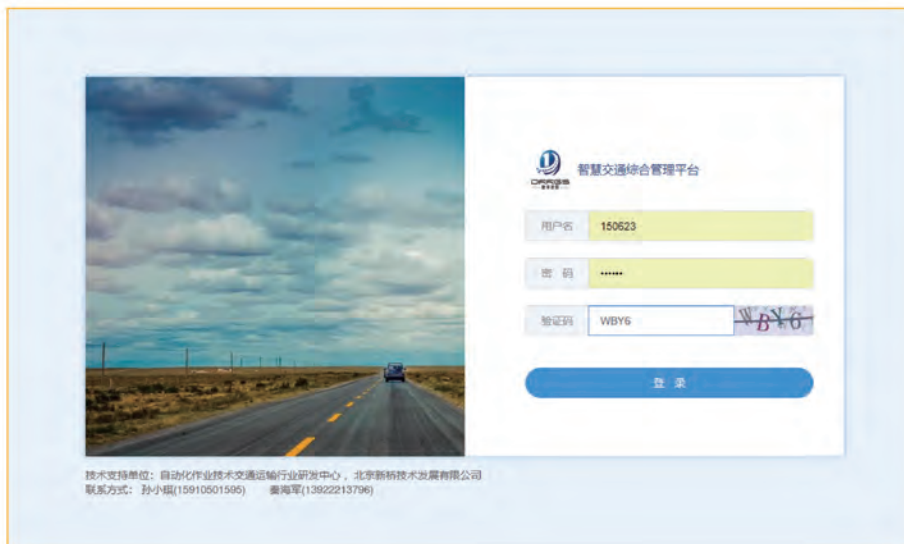 智慧交通综合管理平台
用户名 150623
密 码 ······
验证码 WBY6 WBY6
登 录
技术支持单位：自动化作业技术交通运输行业研发中心，北京新桥技术发展有限公司
联系方式： 孙小琪(15910501595) 秦海军(13922213796)